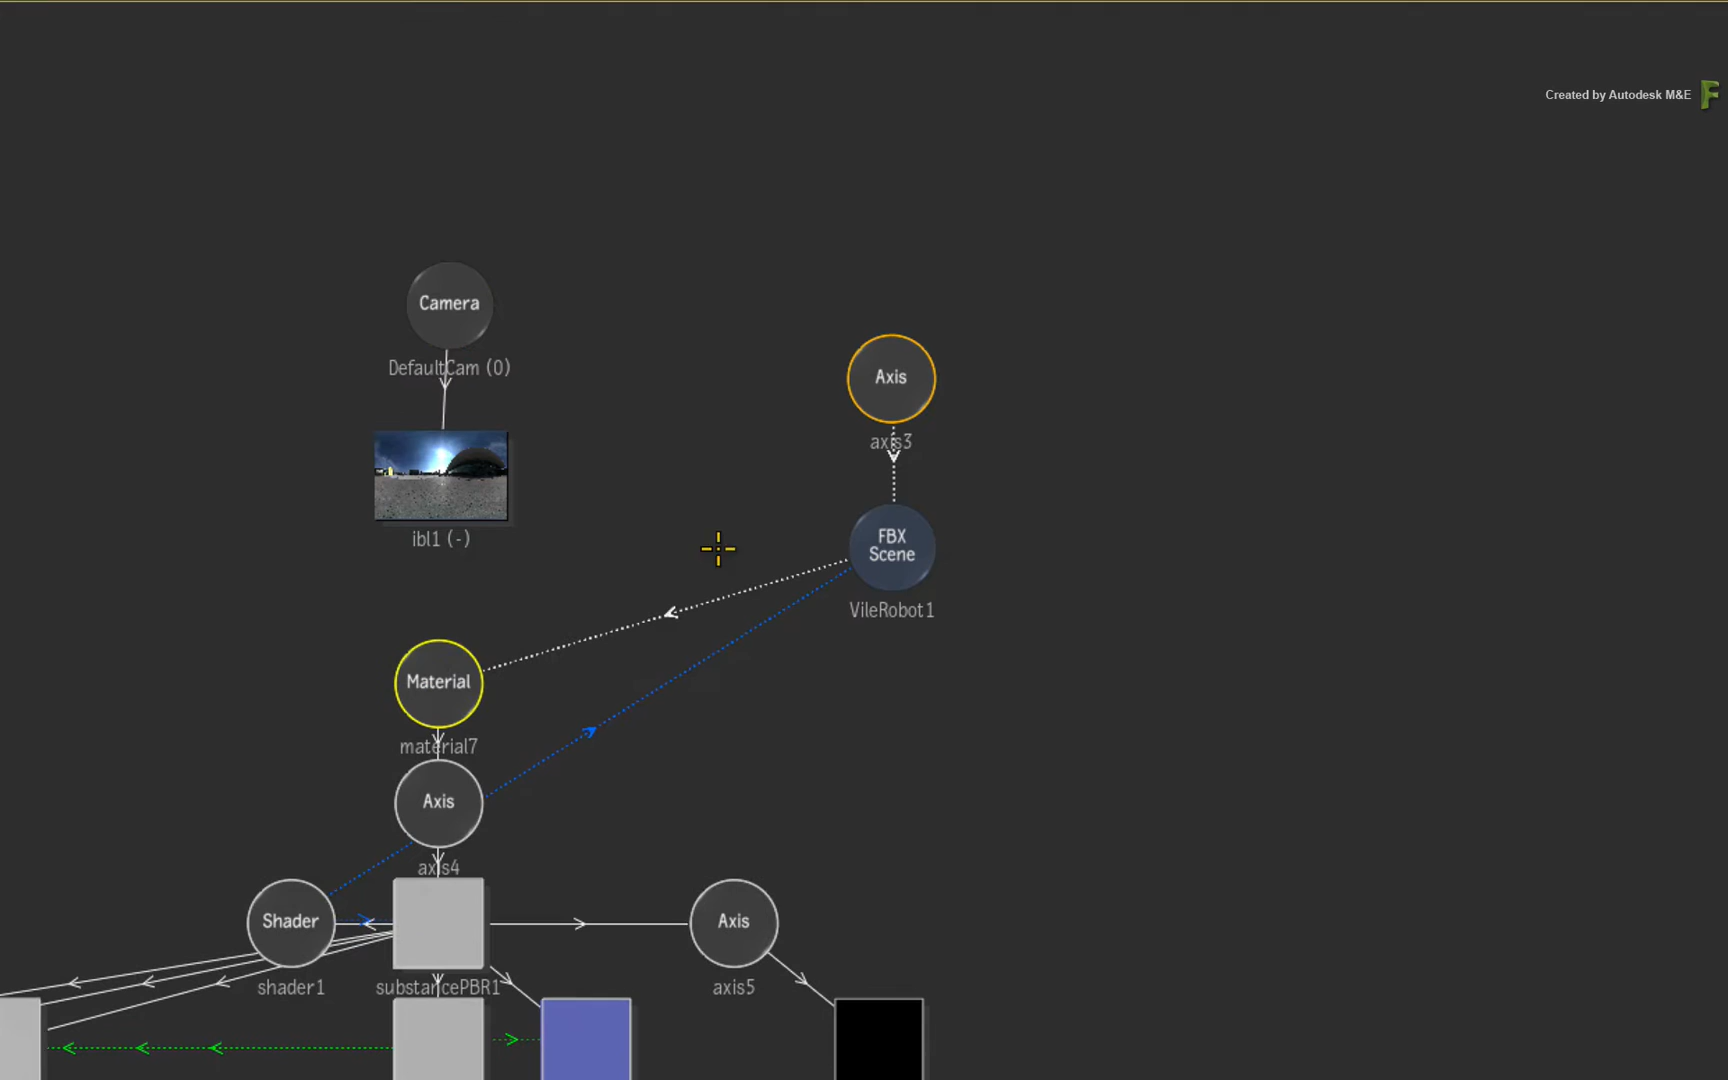 Created by Autodesk M&E
Camera
DefaultCam (0)
Axis
axis3
ibl1 (-)
FBX
Scene
VileRobot1
Material
material7
Axis
axis4
Shader
Axis
shader1
substancePBR1
axis5